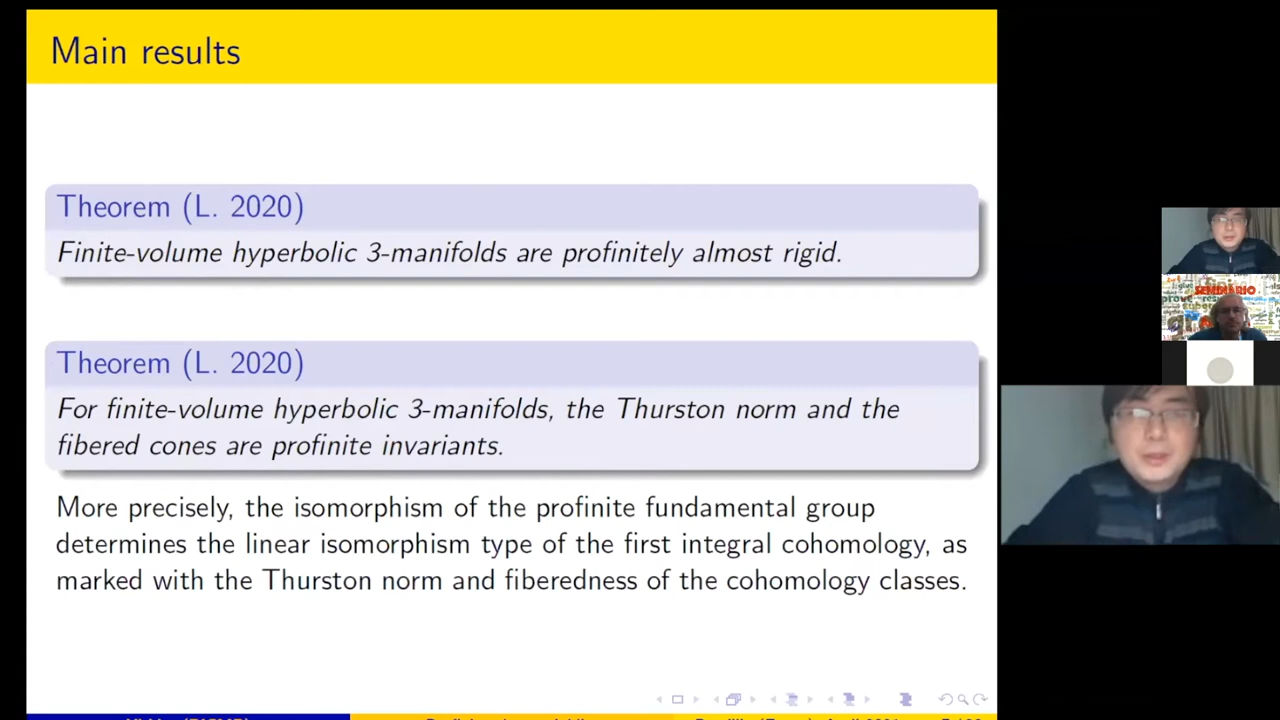 Main results
Theorem (L. 2020)
Finite-volume hyperbolic 3-manifolds are profinitely almost rigid.
Theorem (L. 2020)
For finite-volume hyperbolic 3-manifolds, the Thurston norm and the
fibered cones are profinite invariants.
More precisely, the isomorphism of the profinite fundamental group
determines the linear isomorphism type of the first integral cohomology, as
marked with the Thurston norm and fiberedness of the cohomology classes.
SEMINARIO